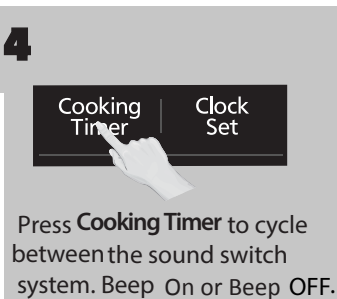 4
Cooking Clock
Timer Set
Press Cooking Timer to cycle
between the sound switch
system. Beep On or Beep OFF.